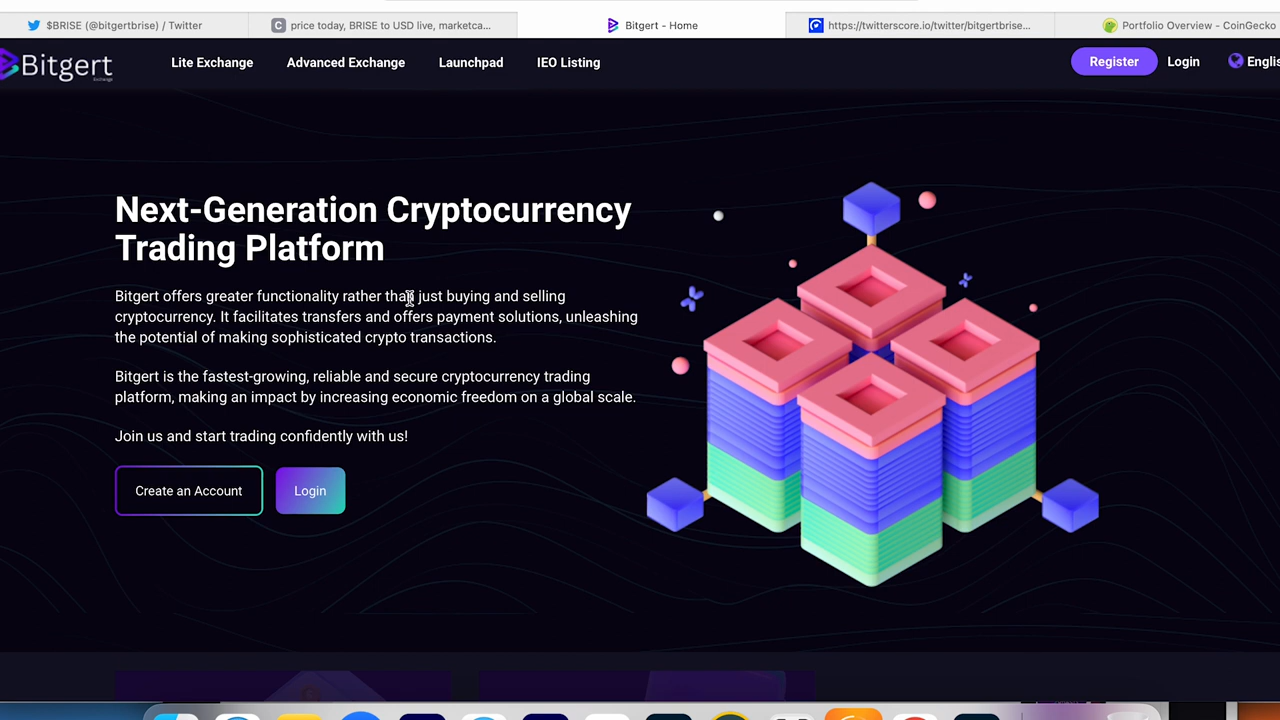 $BRISE (@bitgertbrise) / Twitter
price today, BRISE to USD live, marketca...
Bitgert - Home
https://twitterscore.io/twitter/bitgertbrise...
Portfolio Overview - CoinGecko
Bitgert
Lite Exchange
Advanced Exchange
Launchpad
IEO Listing
Register
Login
Englis
Next-Generation Cryptocurrency
Trading Platform
Bitgert offers greater functionality rather than just buying and selling
cryptocurrency. It facilitates transfers and offers payment solutions, unleashing
the potential of making sophisticated crypto transactions.
Bitgert is the fastest-growing, reliable and secure cryptocurrency trading
platform, making an impact by increasing economic freedom on a global scale.
Join us and start trading confidently with us!
Create an Account
Login